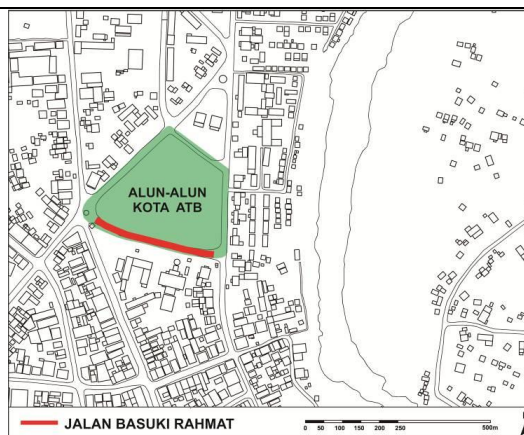 ALUN-ALUN
KOTA ATB
JALAN BASUKI RAHMAT
0 50 100 150 200 250 500m